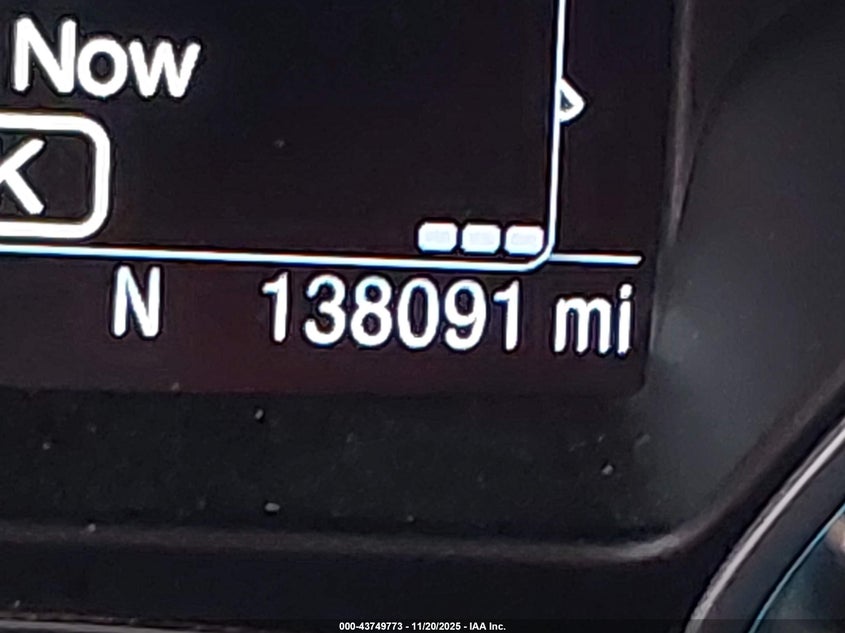 Now
K
N 138091 mi
000-43749773 - 11/20/2025 - IAA Inc.